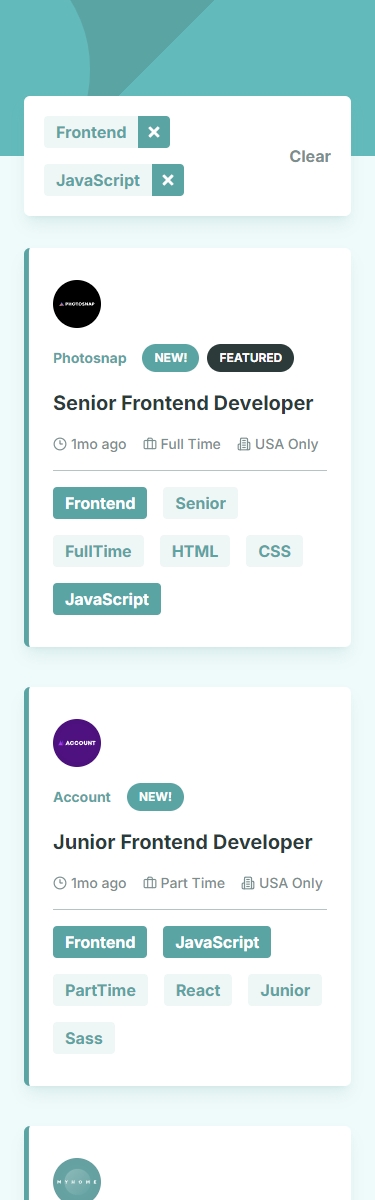 Frontend
JavaScript
Clear
PHOTOSNAP
Photosnap NEW! FEATURED
Senior Frontend Developer
1mo ago Full Time USA Only
Frontend Senior
FullTime HTML CSS
JavaScript
ACCOUNT
Account NEW!
Junior Frontend Developer
1mo ago Part Time USA Only
Frontend JavaScript
PartTime React Junior
Sass
MYHOME